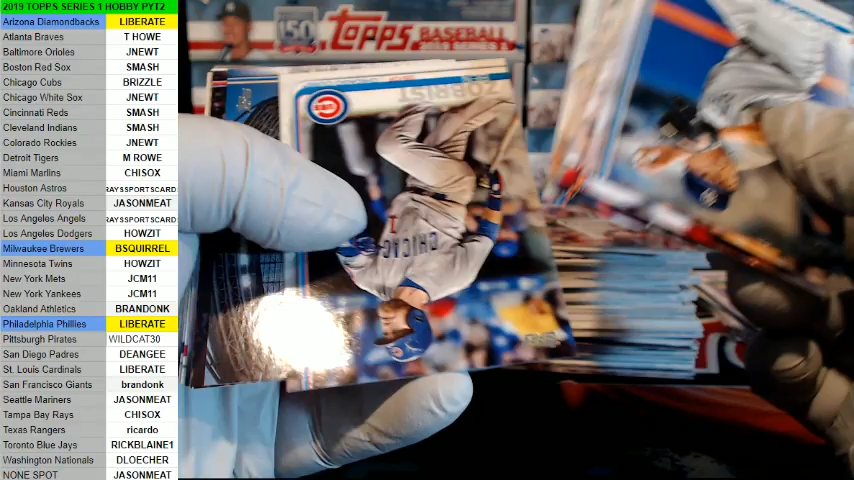 2019 TOPPS SERIES 1 HOBBY PYT2
Arizona Diamondbacks LIBERATE
Atlanta Braves T HOWE
Baltimore Orioles JNEWT
Boston Red Sox SMASH
Chicago Cubs BRIZZLE
Chicago White Sox JNEWT
Cincinnati Reds SMASH
Cleveland Indians SMASH
Colorado Rockies JNEWT
Detroit Tigers M ROWE
Miami Marlins CHISOX
Houston Astros RAYSSPORTSCARD
Kansas City Royals JASONMEAT
Los Angeles Angels RAYSSPORTSCARD
Los Angeles Dodgers HOWZIT
Milwaukee Brewers BSQUIRREL
Minnesota Twins HOWZIT
New York Mets JCM11
New York Yankees JCM11
Oakland Athletics BRANDONK
Philadelphia Phillies LIBERATE
Pittsburgh Pirates WILDCAT30
San Diego Padres DEANGEE
St. Louis Cardinals LIBERATE
San Francisco Giants brandonk
Seattle Mariners JASONMEAT
Tampa Bay Rays CHISOX
Texas Rangers ricardo
Toronto Blue Jays RICKBLAINE1
Washington Nationals DLOECHER
NONE SPOT JASONMEAT
150
topps BASEBALL
2019 SERIES 1
ZOBRIST
CHICAGO